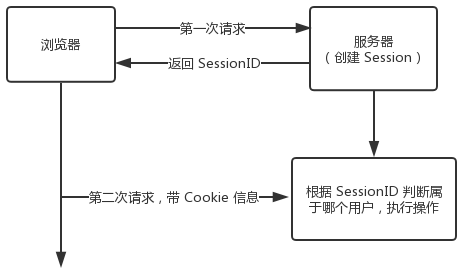 浏览器
第一次请求
服务器
（创建 Session）
返回 SessionID
第二次请求，带 Cookie 信息
根据 SessionID 判断属
于哪个用户，执行操作